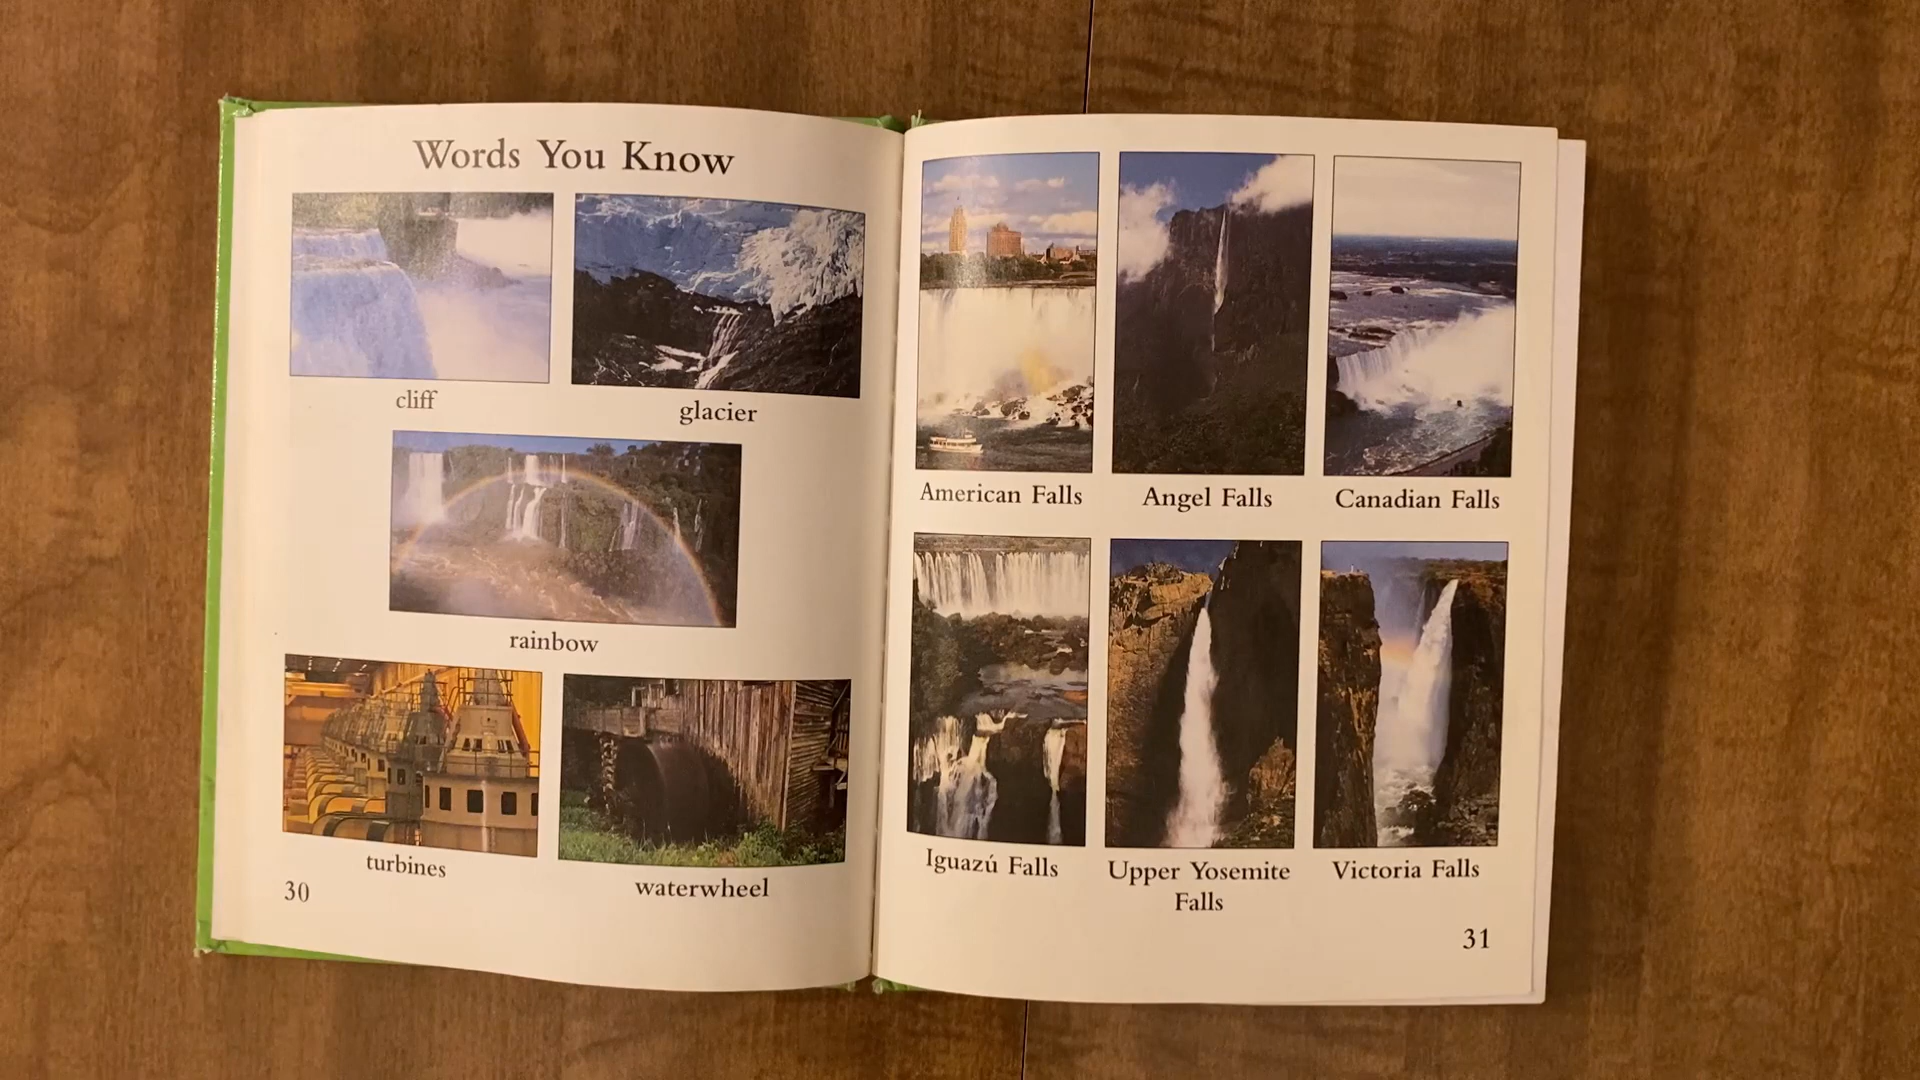 Words You Know
cliff
glacier
rainbow
turbines
waterwheel
30
American Falls
Angel Falls
Canadian Falls
Iguazú Falls
Upper Yosemite
Falls
Victoria Falls
31